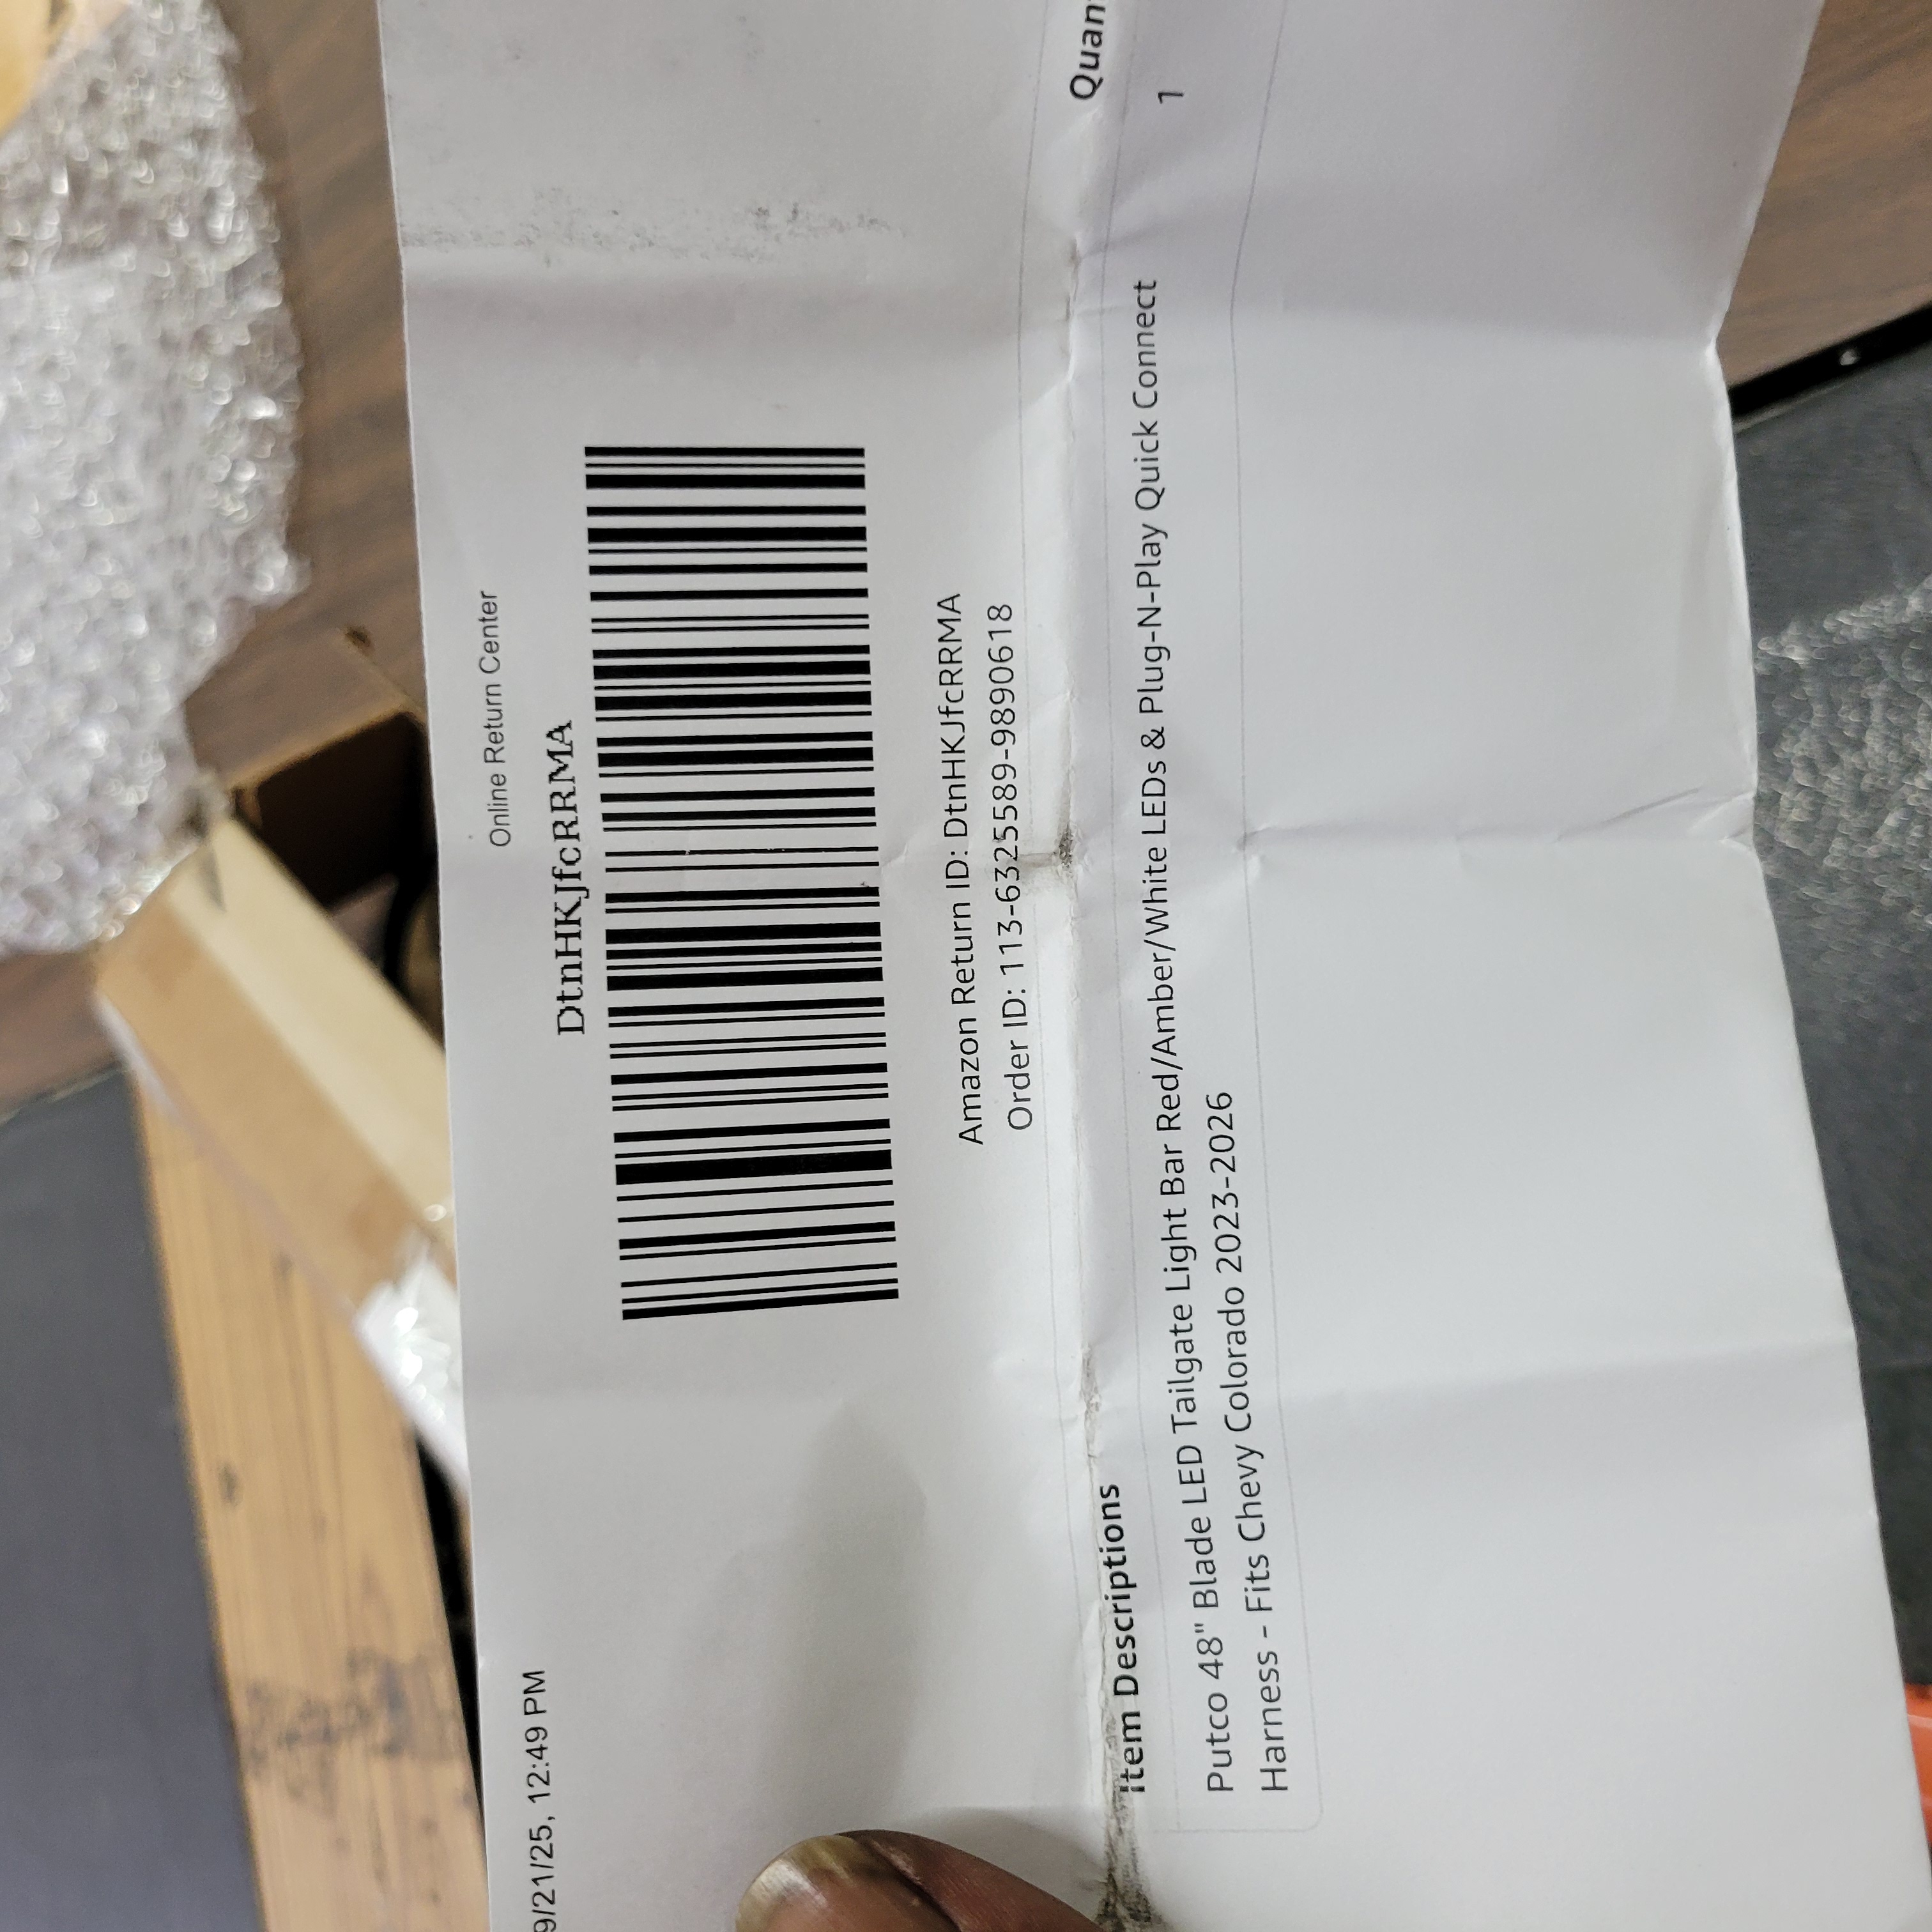 9/21/25, 12:49 PM
Online Return Center
DtnHKJfcRRMA
Amazon Return ID: DtnHKJfcRRMA
Order ID: 113-6325589-9890618
Item Descriptions
Quan
Putco 48" Blade LED Tailgate Light Bar Red/Amber/White LEDs & Plug-N-Play Quick Connect
1
Harness - Fits Chevy Colorado 2023-2026